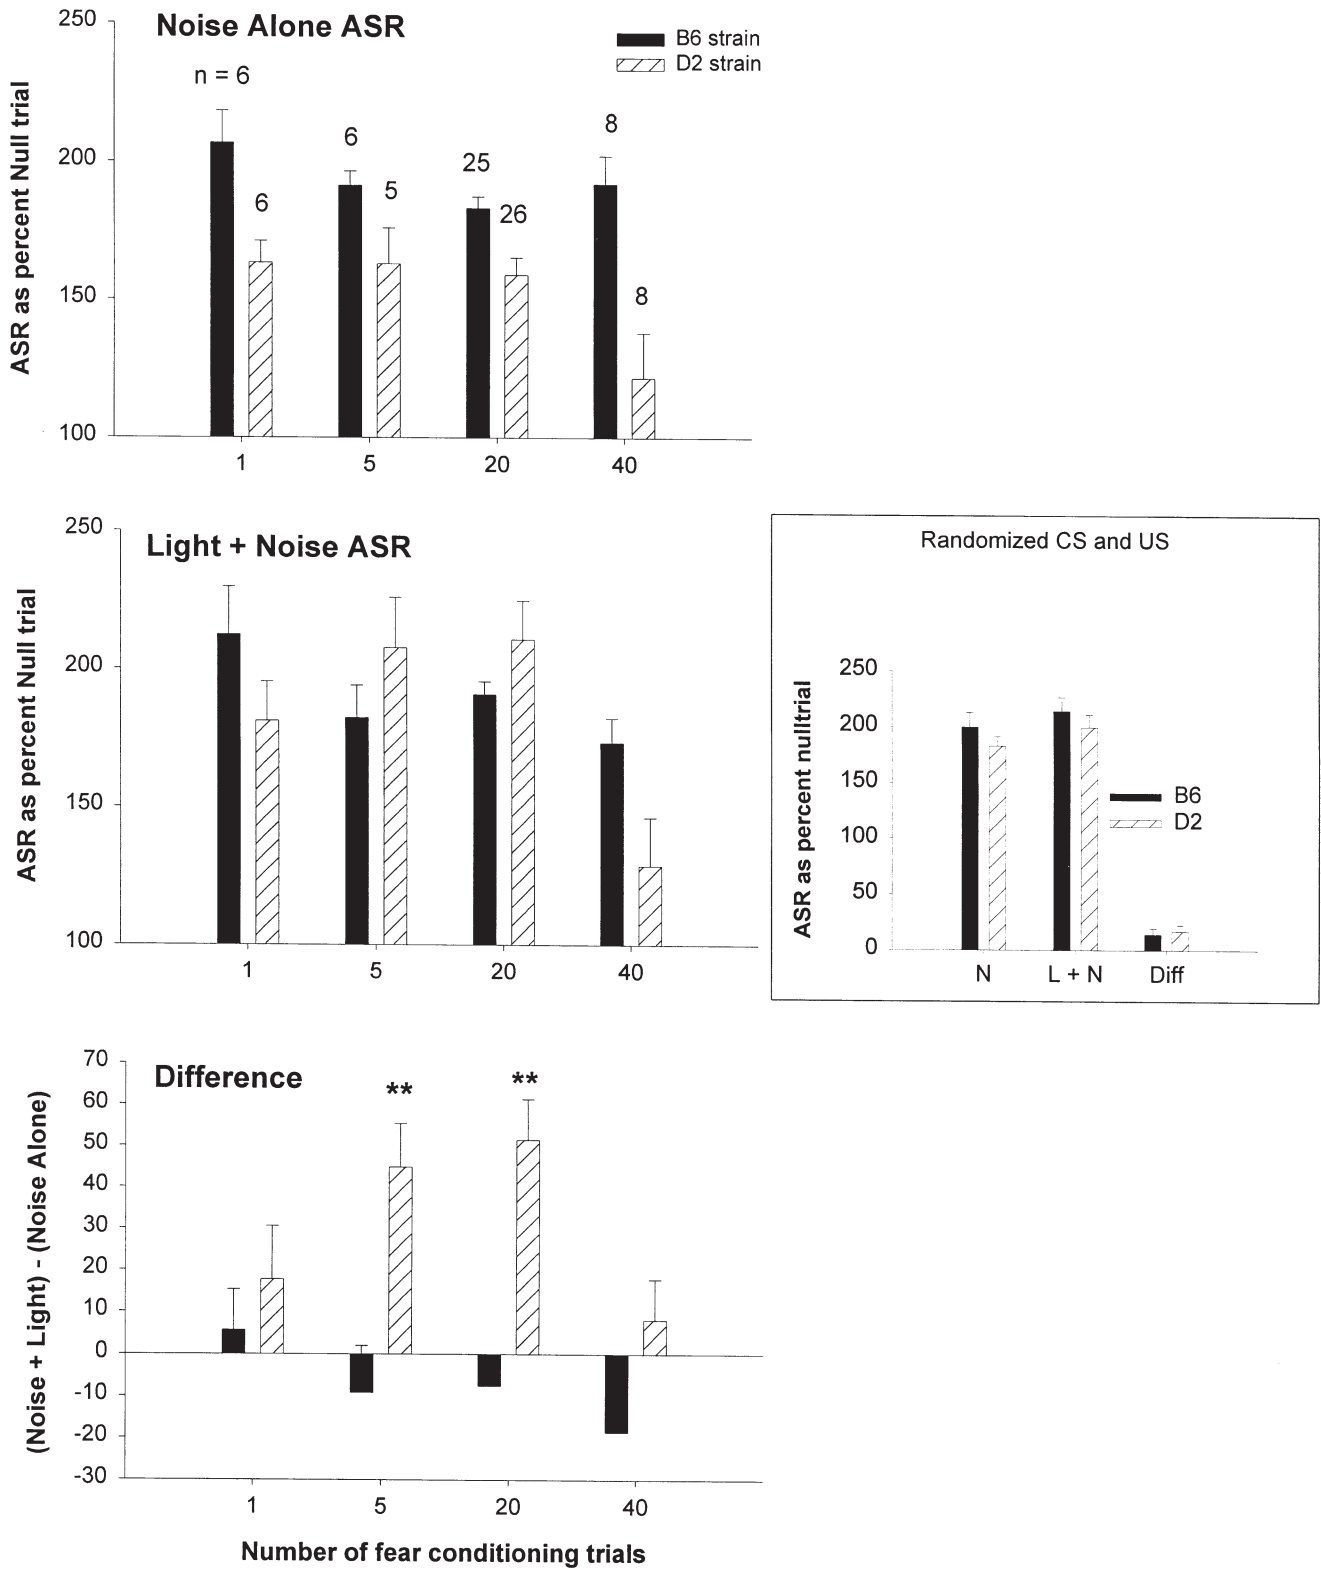 Noise Alone ASR
B6 strain
D2 strain
ASR as percent Null trial
250
200
150
100
n = 6
6
6
5
25
26
8
8
1 5 20 40
Light + Noise ASR
ASR as percent Null trial
250
200
150
100
1 5 20 40
Randomized CS and US
ASR as percent nulltrial
250
200
150
100
50
0
B6
D2
N L + N Diff
Difference
(Noise + Light) - (Noise Alone)
70
60
50
40
30
20
10
0
-10
-20
-30
**
**
1 5 20 40
Number of fear conditioning trials